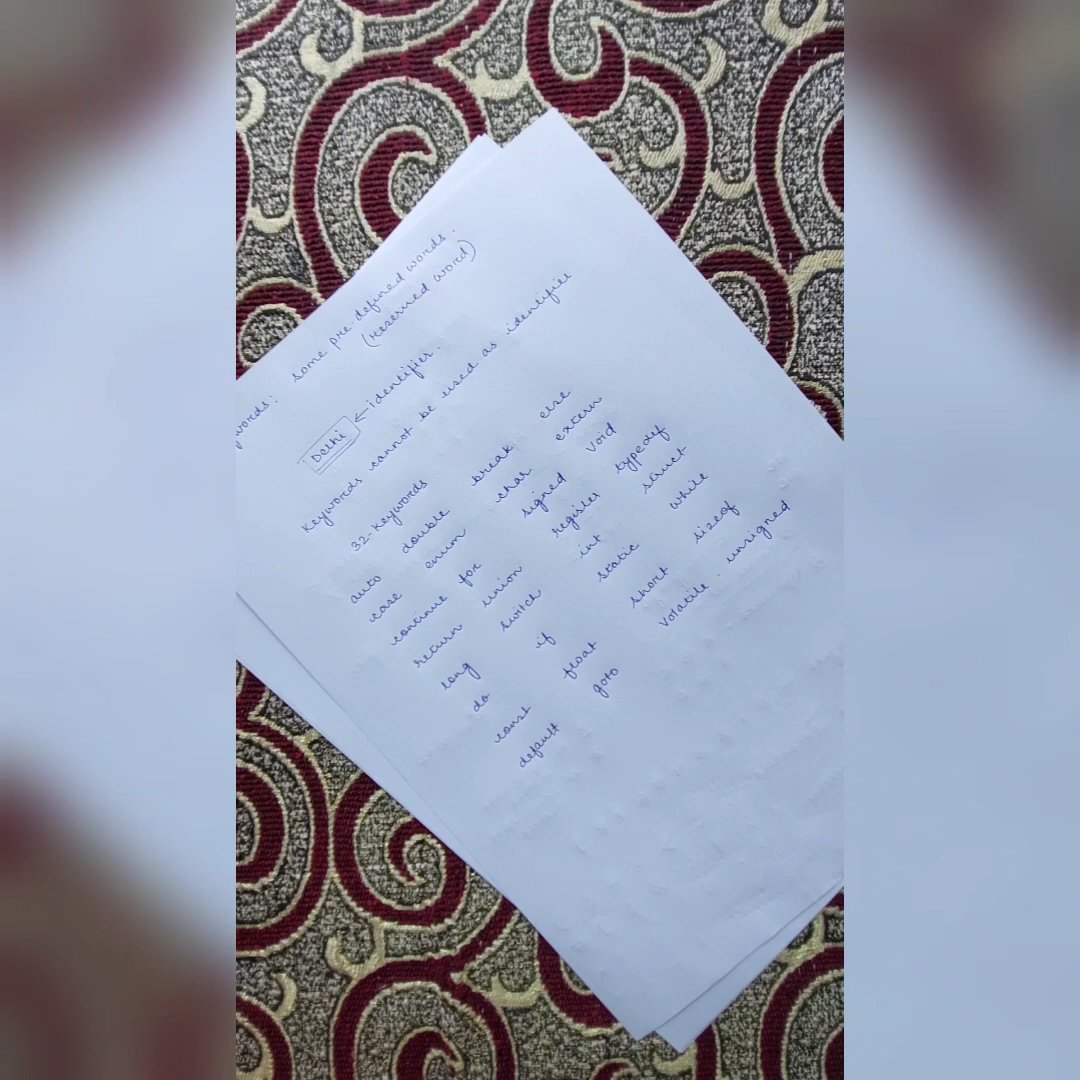 ywords: some pre-defined words.
(reserved word)
Delhi ← identifier.
Keywords cannot be used as identifier
32-Keywords
auto double break else
case enum char extern
continue for signed void
return union register typedef
long switch int struct
do if static while
const float short sizeof
default goto volatile . unsigned